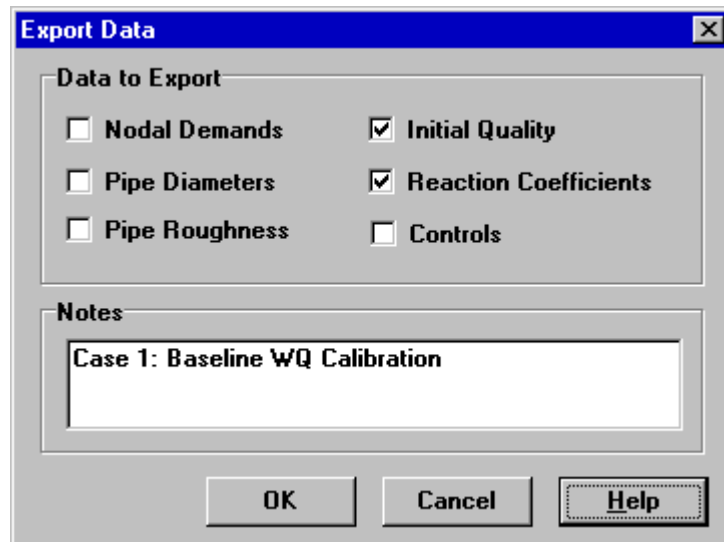 Export Data
Data to Export
Nodal Demands
Initial Quality
Pipe Diameters
Reaction Coefficients
Pipe Roughness
Controls
Notes
Case 1: Baseline WQ Calibration
OK
Cancel
Help